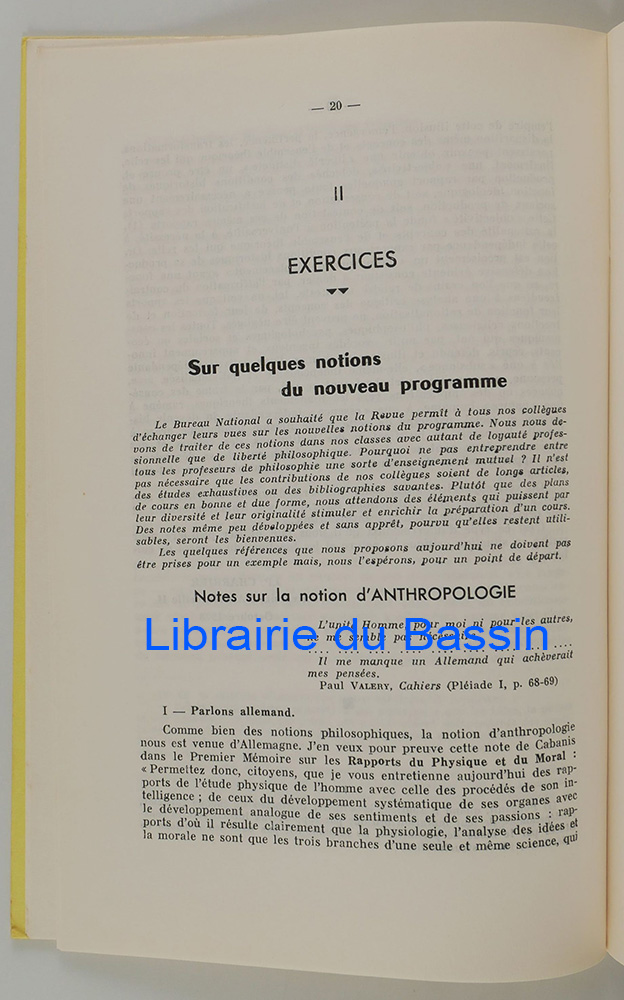 — 20 —
II
EXERCICES
Sur quelques notions
du nouveau programme
Le Bureau National a souhaité que la Revue permît à tous nos collègues
d'échanger leurs vues sur les nouvelles notions du programme. Nous nous de-
vons de traiter de ces notions dans nos classes avec autant de loyauté profes-
sionnelle que de liberté philosophique. Pourquoi ne pas entreprendre entre
tous les profeseurs de philosophie une sorte d'enseignement mutuel ? Il n'est
pas nécessaire que les contributions de nos collègues soient de longs articles,
des études exhaustives ou des bibliographies savantes. Plutôt que des plans
de cours en bonne et due forme, nous attendons des éléments qui puissent par
leur diversité et leur originalité stimuler et enrichir la préparation d'un cours.
Des notes même peu développées et sans apprêt, pourvu qu'elles restent utili-
sables, seront les bienvenues.
Les quelques références que nous proposons aujourd'hui ne doivent pas
être prises pour un exemple mais, nous l'espérons, pour un point de départ.
Notes sur la notion d'ANTHROPOLOGIE
L'unité Homme, pour moi ni pour les autres,
ne me semble pas nécessaire
.... .... .... .... .... .... .... .... ....
Librairie du Bassin
Il me manque un Allemand qui achèverait
mes pensées.
Paul VALERY, Cahiers (Pléiade I, p. 68-69)
I — Parlons allemand.
Comme bien des notions philosophiques, la notion d'anthropologie
nous est venue d'Allemagne. J'en veux pour preuve cette note de Cabanis
dans le Premier Mémoire sur les Rapports du Physique et du Moral :
« Permettez donc, citoyens, que je vous entretienne aujourd'hui des rap-
ports de l'étude physique de l'homme avec celle des procédés de son in-
telligence ; de ceux du développement systématique de ses organes avec
le développement analogue de ses sentiments et de ses passions : rap-
ports d'où il résulte clairement que la physiologie, l'analyse des idées et
la morale ne sont que les trois branches d'une seule et même science, qui